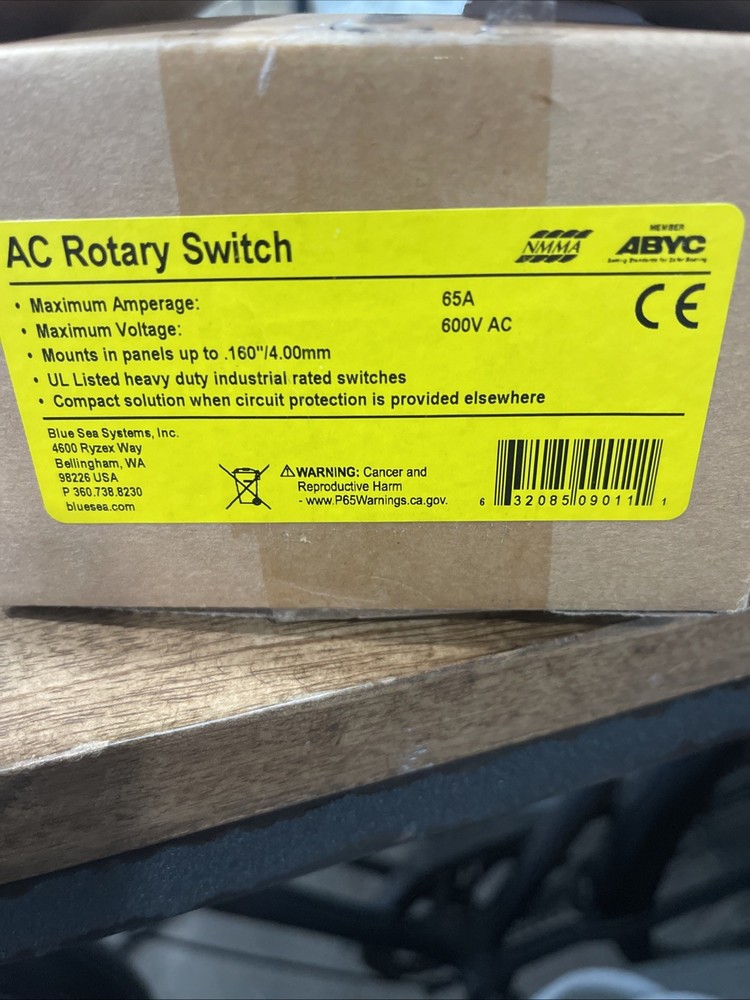 AC Rotary Switch
NMMA
MEMBER
ABYC
Setting Standards for Safer Boating
• Maximum Amperage: 65A
• Maximum Voltage: 600V AC
• Mounts in panels up to .160"/4.00mm
• UL Listed heavy duty industrial rated switches
• Compact solution when circuit protection is provided elsewhere
CE
Blue Sea Systems, Inc.
4600 Ryzex Way
Bellingham, WA
98226 USA
P 360.738.8230
bluesea.com
⚠WARNING: Cancer and
Reproductive Harm
- www.P65Warnings.ca.gov.
6 32085 09011 1